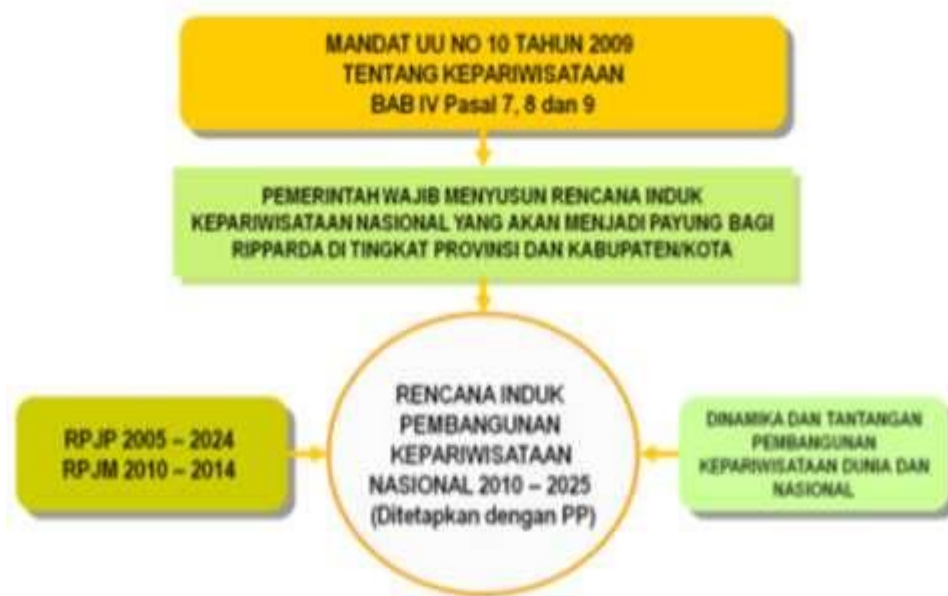 MANDAT UU NO 10 TAHUN 2009
TENTANG KEPARIWISATAAN
BAB IV Pasal 7, 8 dan 9
PEMERINTAH WAJIB MENYUSUN RENCANA INDUK
KEPARIWISATAAN NASIONAL YANG AKAN MENJADI PAYUNG BAGI
RIPPARDA DI TINGKAT PROVINSI DAN KABUPATEN/KOTA
RPJP 2005 – 2024
RPJM 2010 – 2014
RENCANA INDUK
PEMBANGUNAN
KEPARIWISATAAN
NASIONAL 2010 – 2025
(Ditetapkan dengan PP)
DINAMIKA DAN TANTANGAN
PEMBANGUNAN
KEPARIWISATAAN DUNIA DAN
NASIONAL